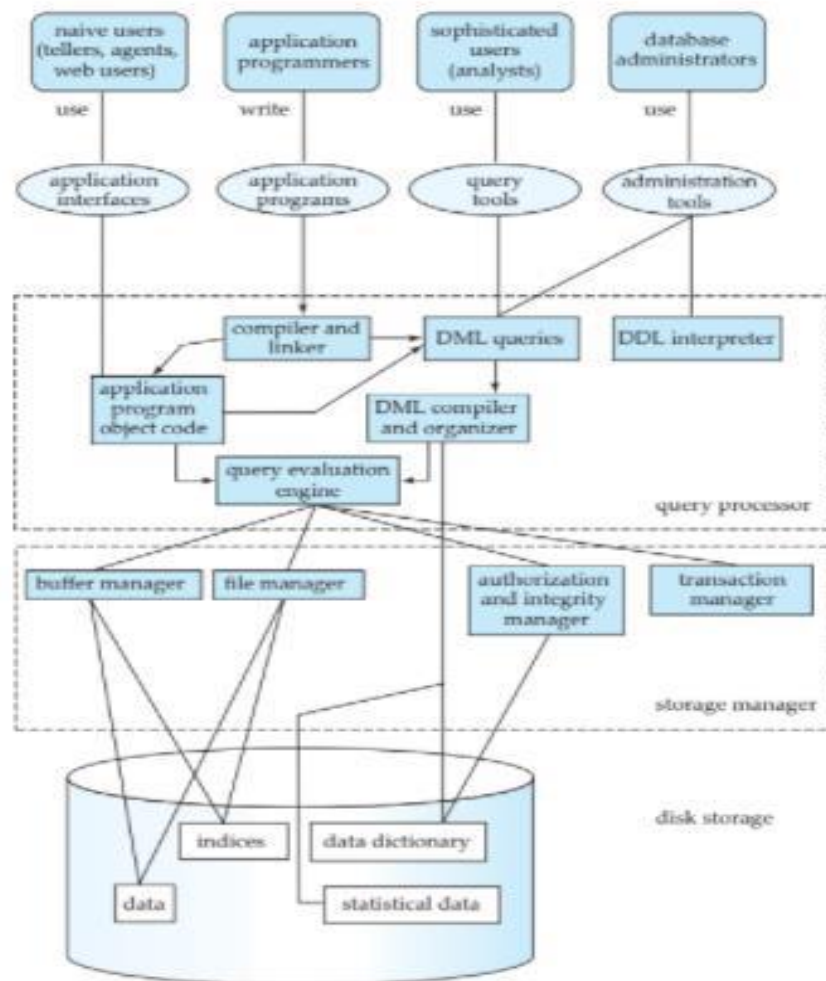 naive users
(tellers, agents,
web users)
application
programmers
sophisticated
users
(analysts)
database
administrators
use
write
use
use
application
interfaces
application
programs
query
tools
administration
tools
compiler and
linker
DML queries
DDL interpreter
application
program
object code
DML compiler
and organizer
query evaluation
engine
query processor
buffer manager
file manager
authorization
and integrity
manager
transaction
manager
storage manager
disk storage
indices
data dictionary
data
statistical data